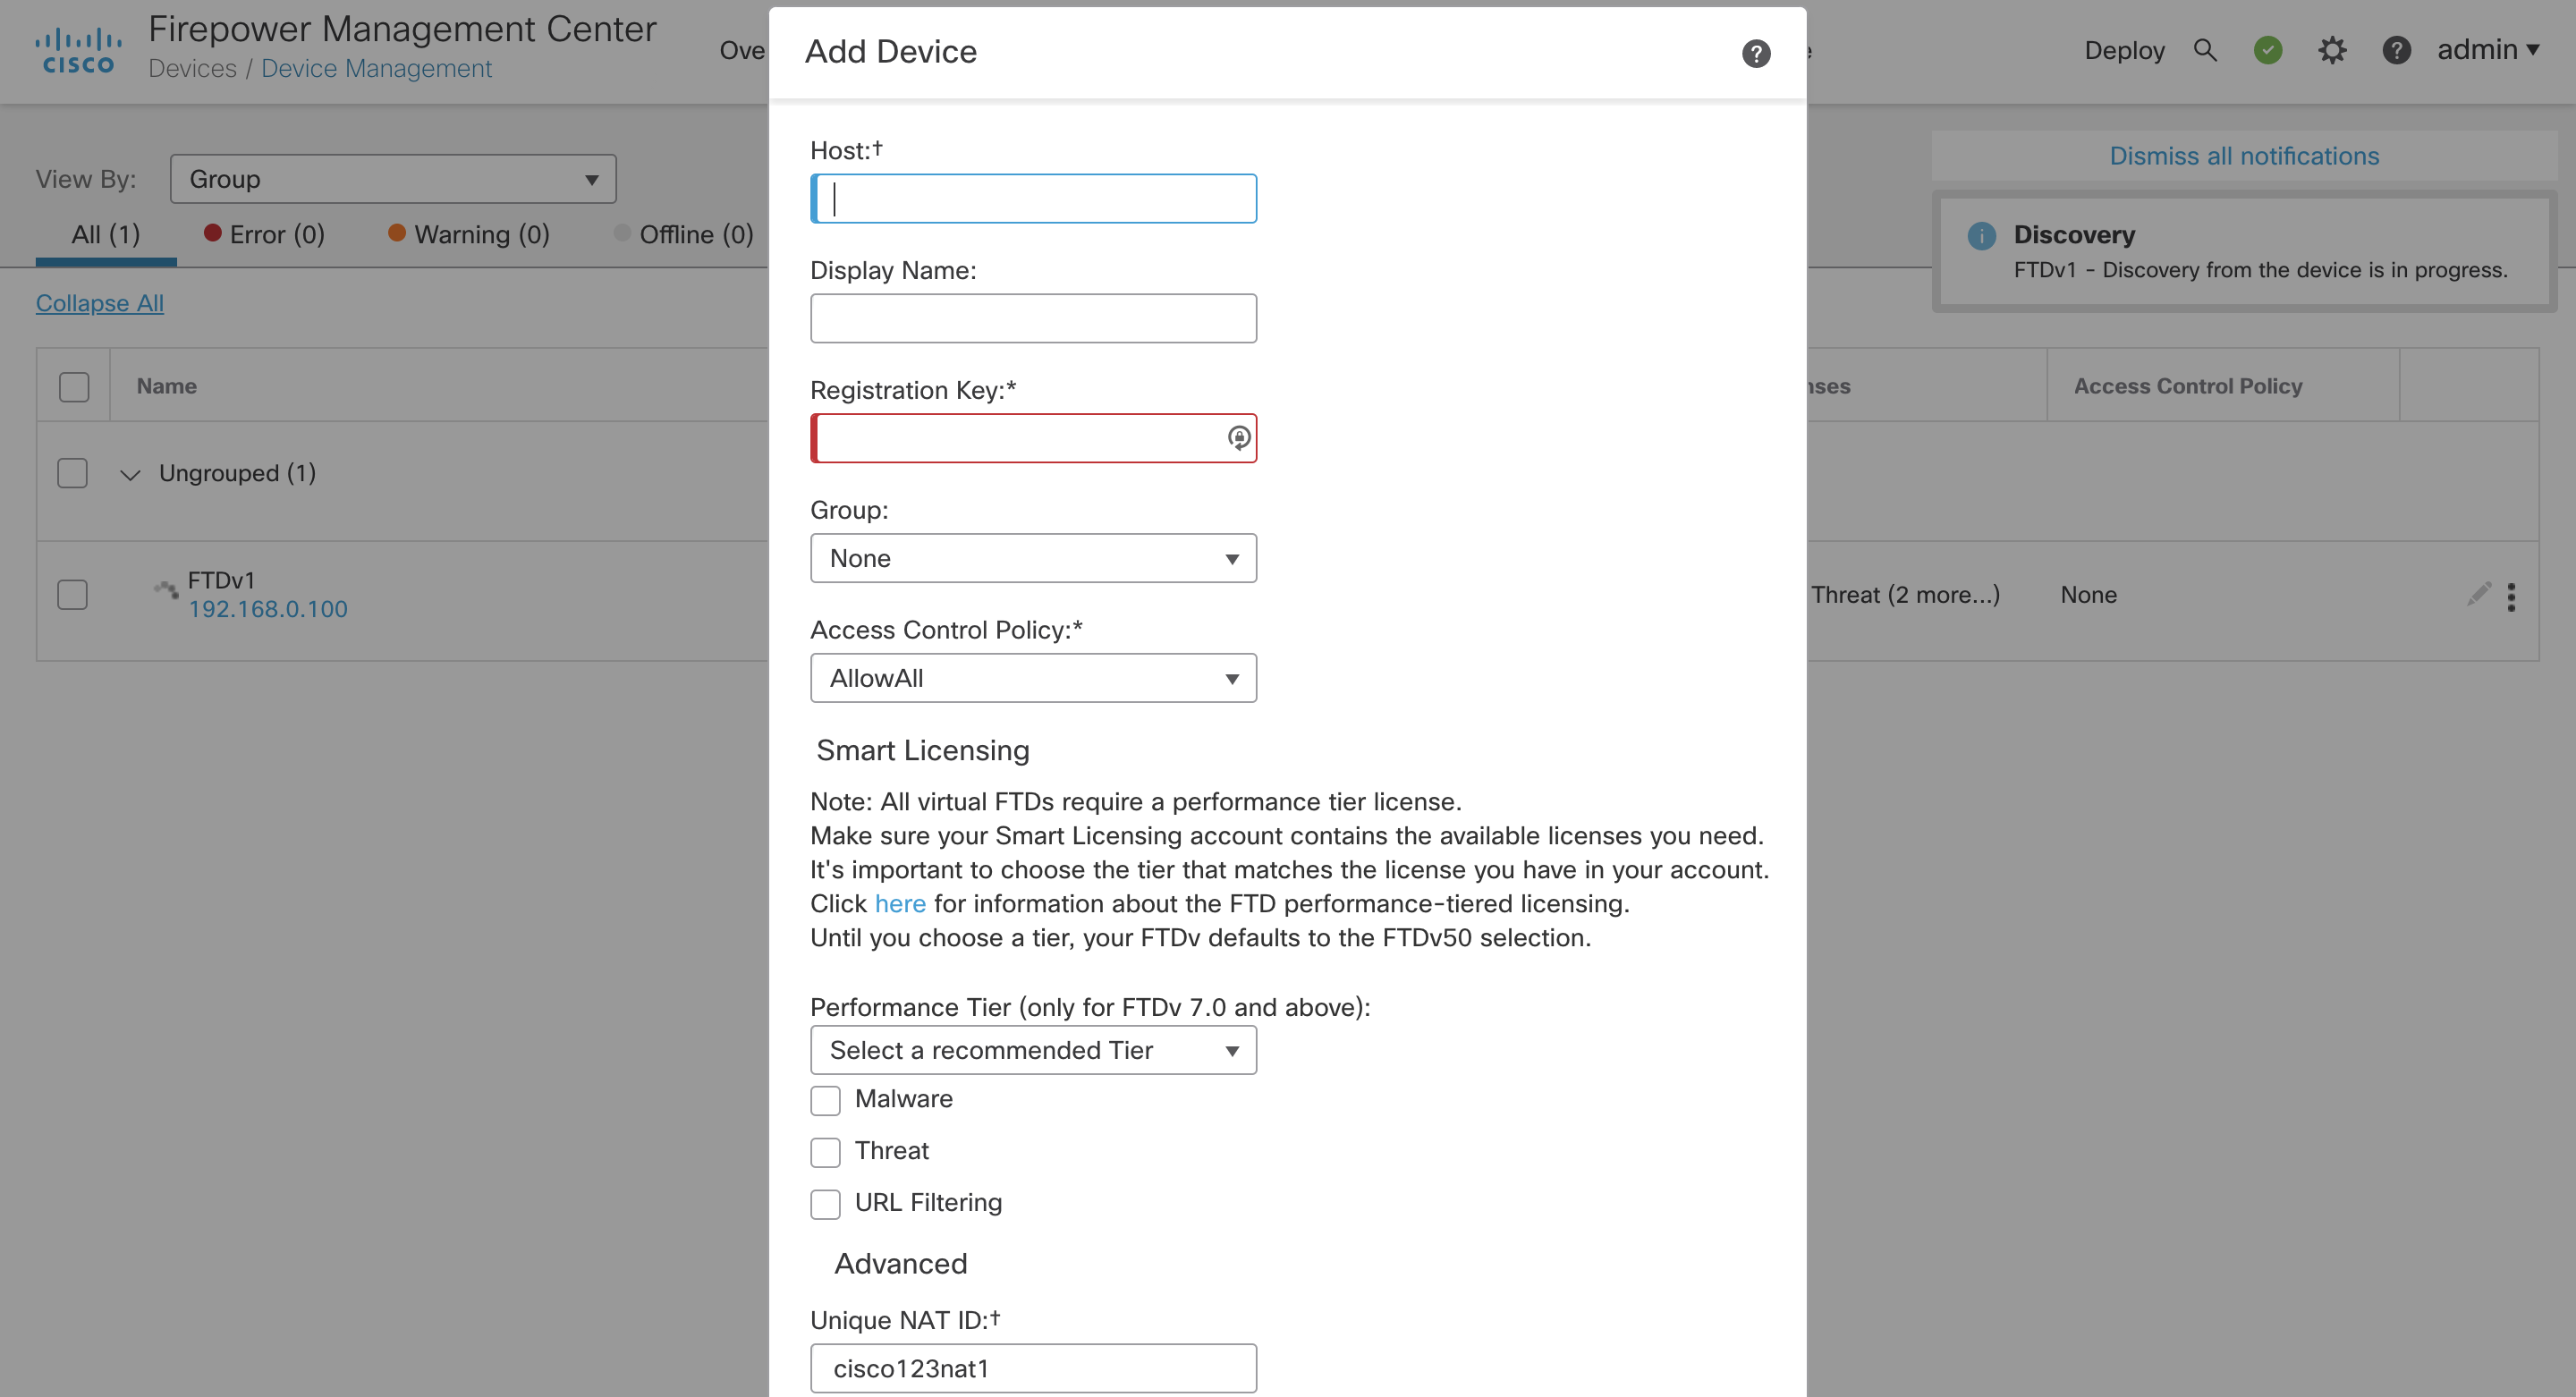 Firepower Management Center
CISCO
Devices / Device Management
Ove
Deploy
admin
Add Device
View By:
Group
Dismiss all notifications
All (1)
Error (0)
Warning (0)
Offline (0)
Discovery
FTDv1 - Discovery from the device is in progress.
Collapse All
Name
Access Control Policy
Ungrouped (1)
FTDv1
192.168.0.100
Threat (2 more...)
None
Host:†
Display Name:
Registration Key:*
Group:
None
Access Control Policy:*
AllowAll
Smart Licensing
Note: All virtual FTDs require a performance tier license.
Make sure your Smart Licensing account contains the available licenses you need.
It's important to choose the tier that matches the license you have in your account.
Click here for information about the FTD performance-tiered licensing.
Until you choose a tier, your FTDv defaults to the FTDv50 selection.
Performance Tier (only for FTDv 7.0 and above):
Select a recommended Tier
Malware
Threat
URL Filtering
Advanced
Unique NAT ID:†
cisco123nat1